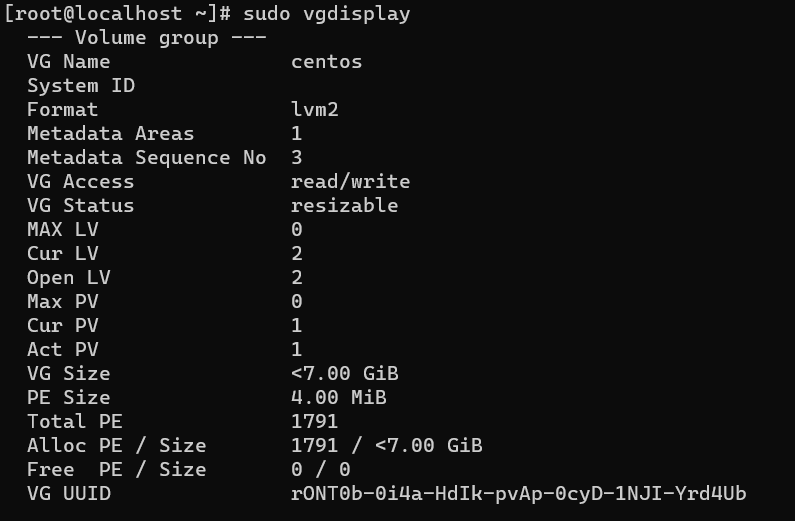 [root@localhost ~]# sudo vgdisplay
  --- Volume group ---
  VG Name               centos
  System ID
  Format                lvm2
  Metadata Areas        1
  Metadata Sequence No  3
  VG Access             read/write
  VG Status             resizable
  MAX LV                0
  Cur LV                2
  Open LV               2
  Max PV                0
  Cur PV                1
  Act PV                1
  VG Size               <7.00 GiB
  PE Size               4.00 MiB
  Total PE              1791
  Alloc PE / Size       1791 / <7.00 GiB
  Free  PE / Size       0 / 0
  VG UUID               rONT0b-0i4a-HdIk-pvAp-0cyD-1NJI-Yrd4Ub